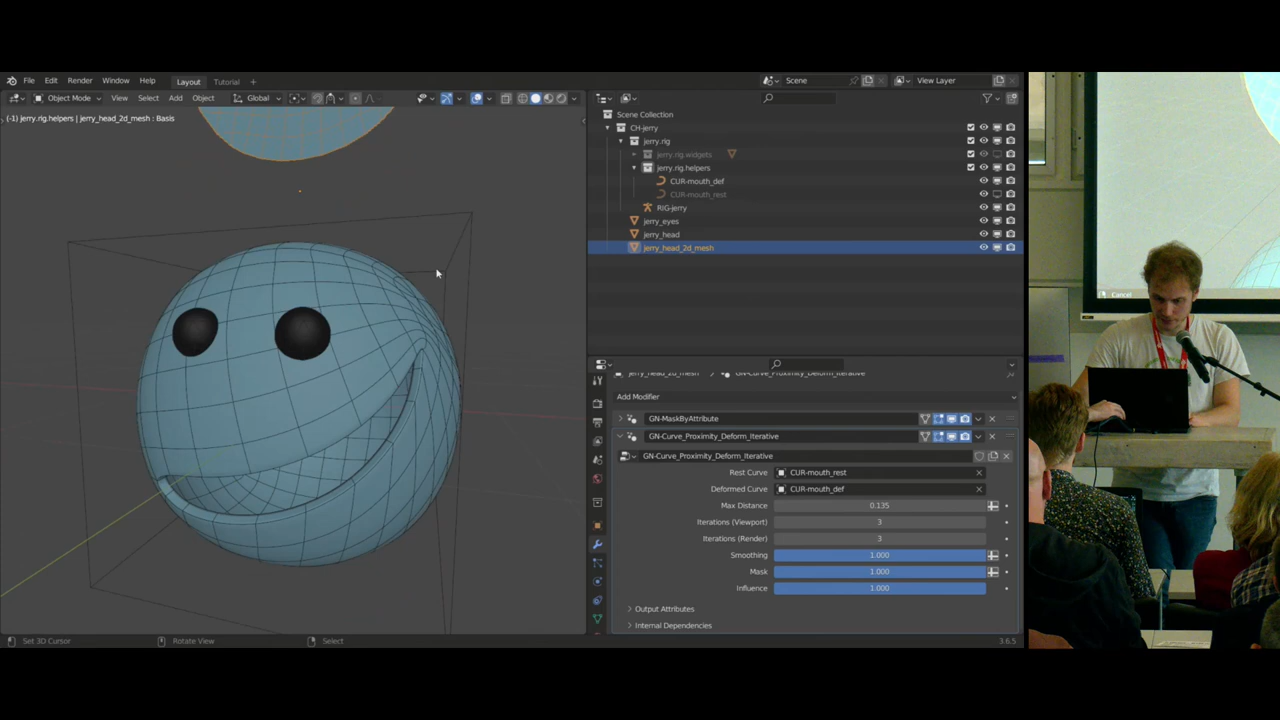 File Edit Render Window Help Layout Tutorial + Scene View Layer
Object Mode View Select Add Object Global
(-1) jerry.rig.helpers | jerry_head_2d_mesh : Basis
Scene Collection
CH-jerry
jerry.rig
jerry.rig.widgets
jerry.rig.helpers
CUR-mouth_def
CUR-mouth_rest
RIG-jerry
jerry_eyes
jerry_head
jerry_head_2d_mesh
jerry_head_2d_mesh > GN-Curve_Proximity_Deform_Iterative
Add Modifier
GN-MaskByAttribute
GN-Curve_Proximity_Deform_Iterative
GN-Curve_Proximity_Deform_Iterative
Rest Curve CUR-mouth_rest
Deformed Curve CUR-mouth_def
Max Distance 0.135
Iterations (Viewport) 3
Iterations (Render) 3
Smoothing 1.000
Mask 1.000
Influence 1.000
Output Attributes
Internal Dependencies
Set 3D Cursor Rotate View Select 3.6.5
Cancel